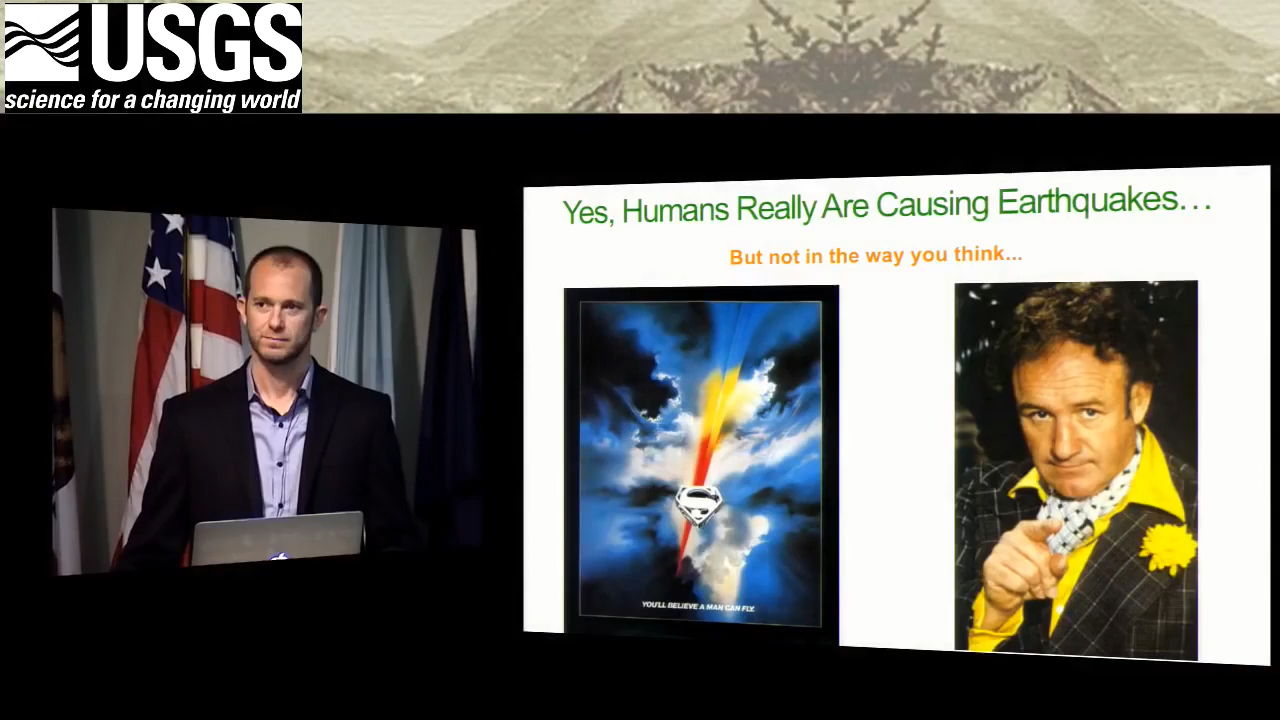 USGS
science for a changing world
Yes, Humans Really Are Causing Earthquakes…
But not in the way you think...
YOU'LL BELIEVE A MAN CAN FLY.